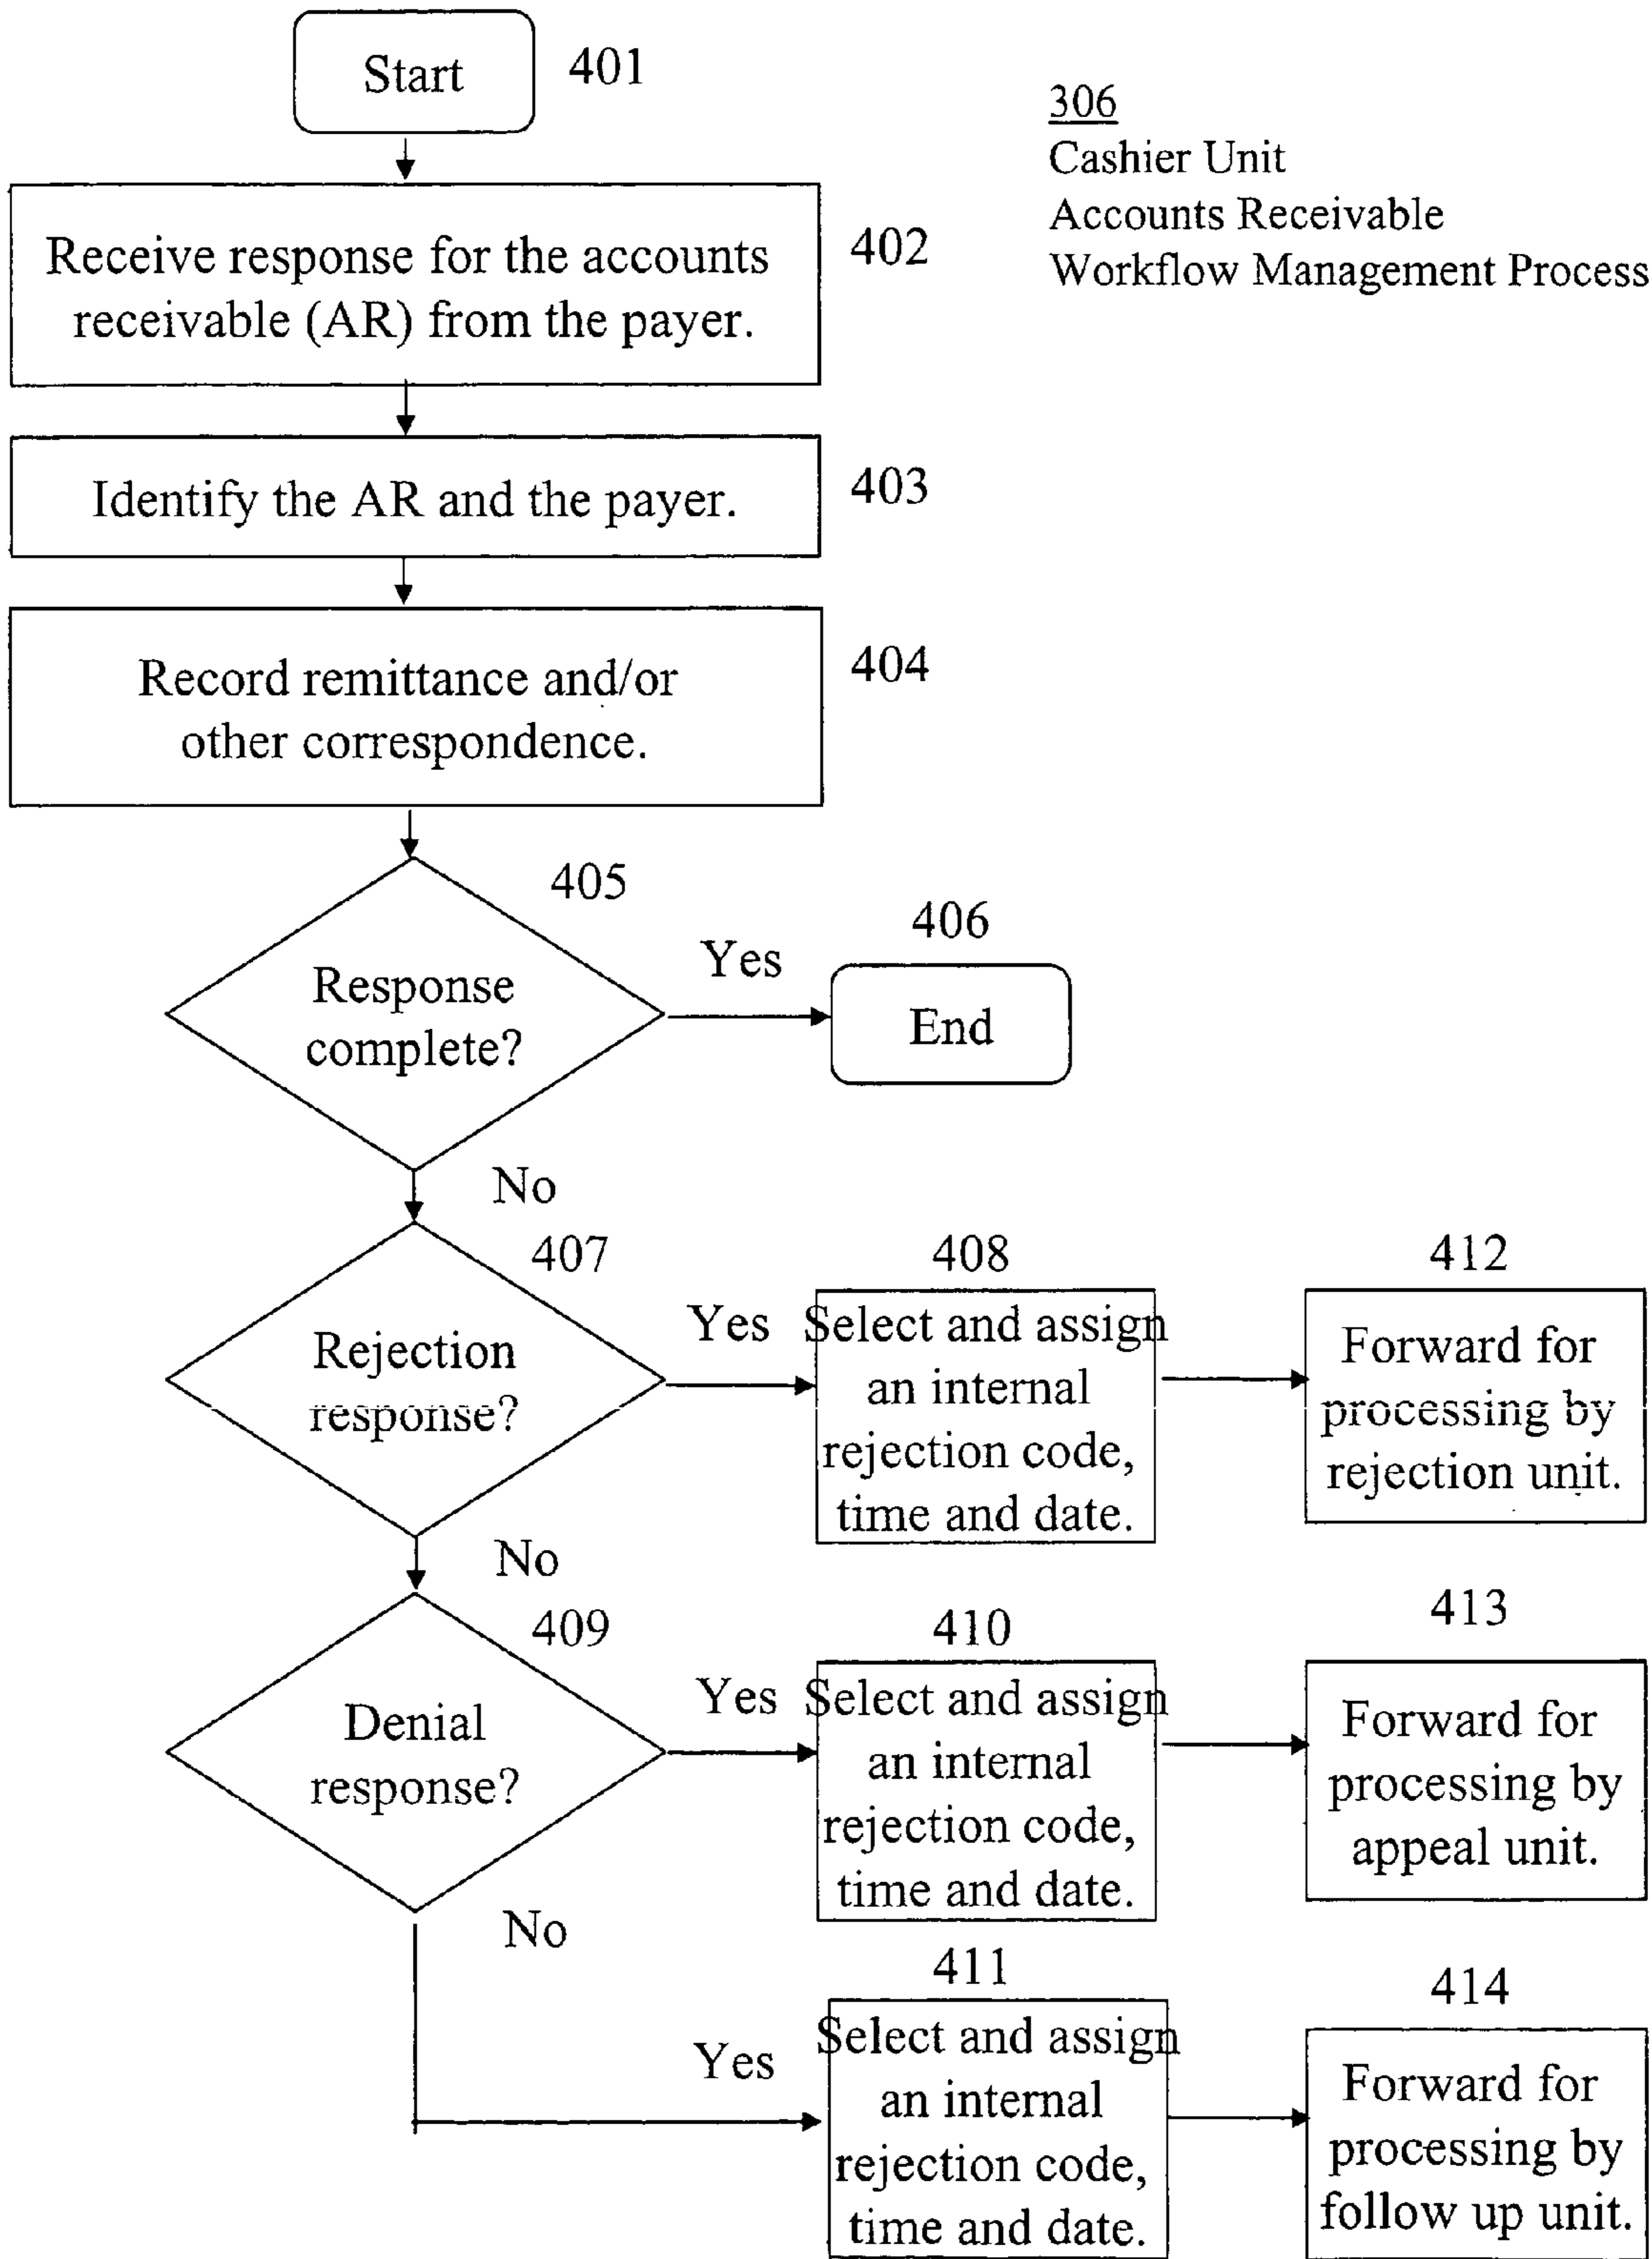 Start
401
306
Cashier Unit
Accounts Receivable
Workflow Management Process
Receive response for the accounts
receivable (AR) from the payer.
402
Identify the AR and the payer.
403
Record remittance and/or
other correspondence.
404
405
Response
complete?
Yes
406
End
No
407
Rejection
response?
Yes
408
Select and assign
an internal
rejection code,
time and date.
412
Forward for
processing by
rejection unit.
No
409
Denial
response?
Yes
410
Select and assign
an internal
rejection code,
time and date.
413
Forward for
processing by
appeal unit.
No
Yes
411
Select and assign
an internal
rejection code,
time and date.
414
Forward for
processing by
follow up unit.